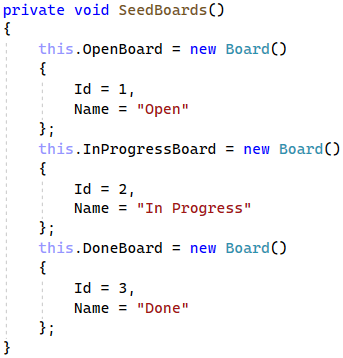 private void SeedBoards()
{
    this.OpenBoard = new Board()
    {
        Id = 1,
        Name = "Open"
    };
    this.InProgressBoard = new Board()
    {
        Id = 2,
        Name = "In Progress"
    };
    this.DoneBoard = new Board()
    {
        Id = 3,
        Name = "Done"
    };
}